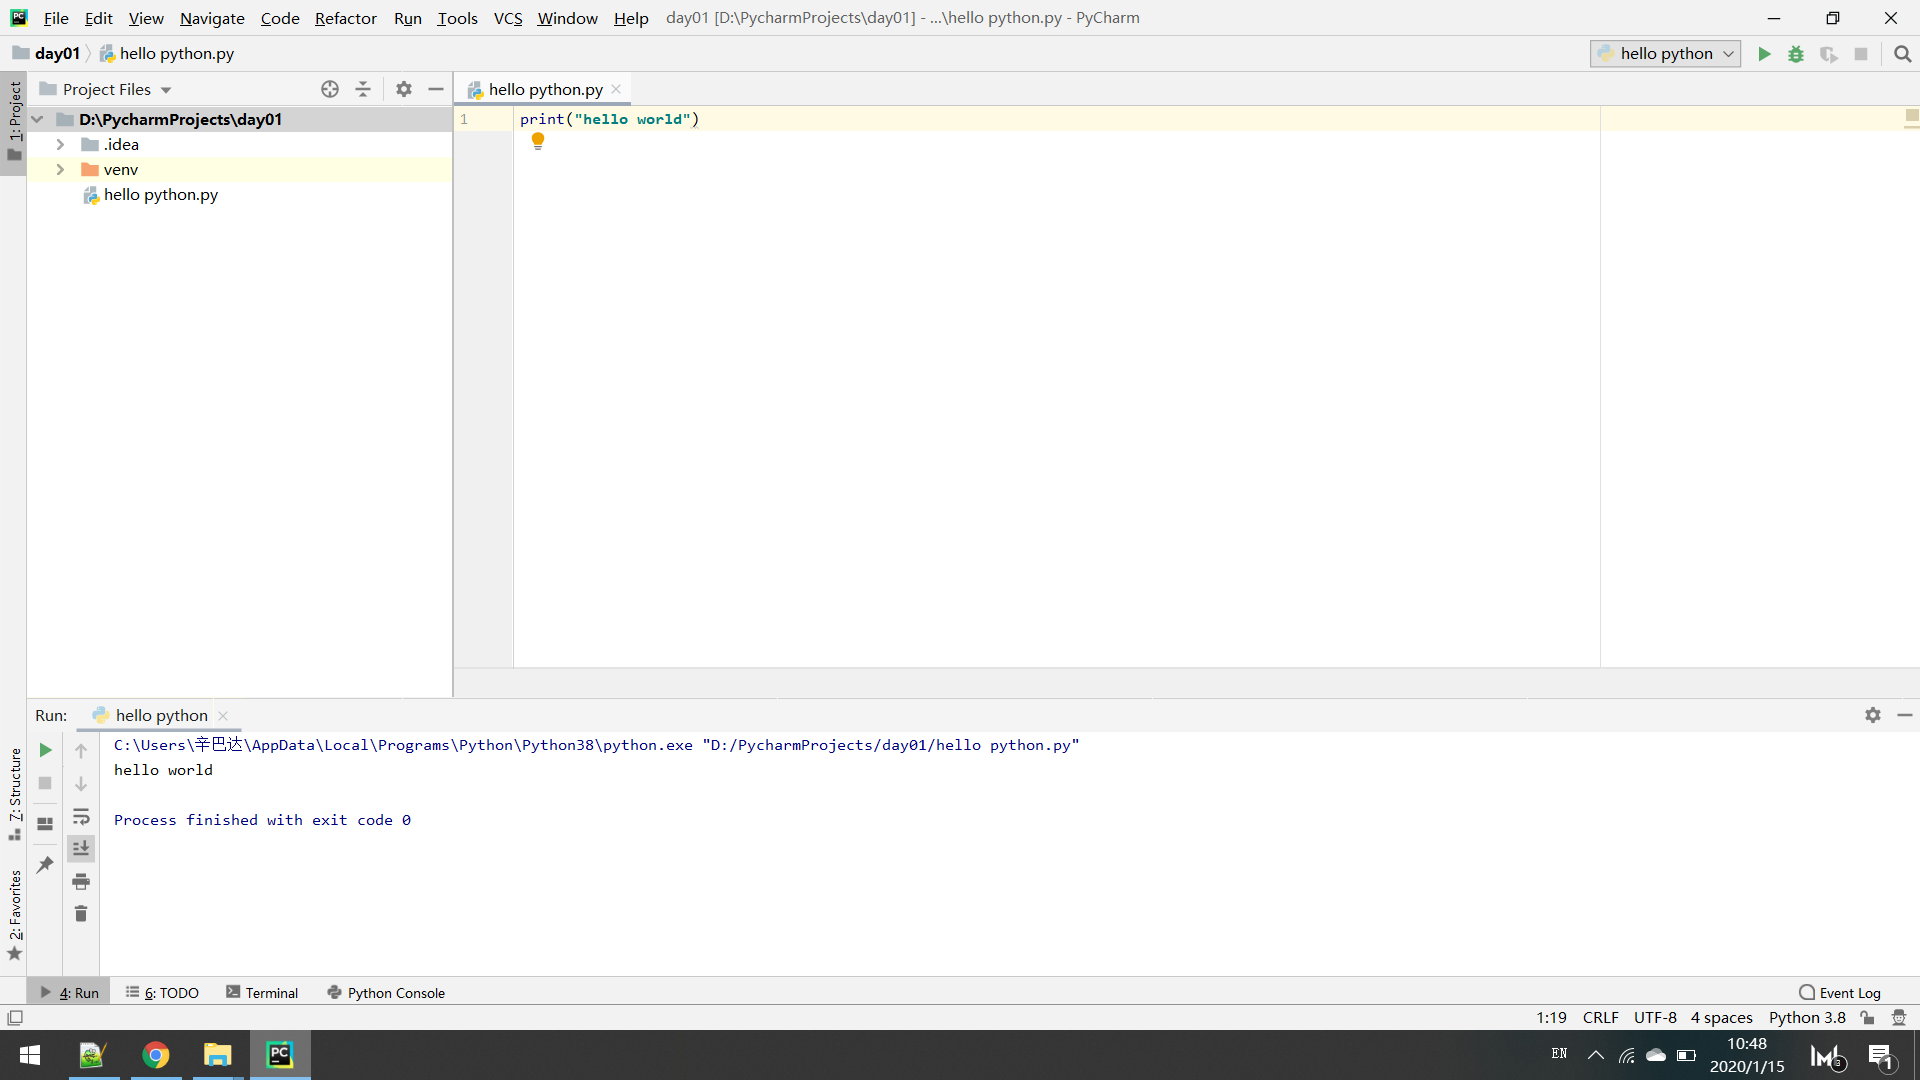 File Edit View Navigate Code Refactor Run Tools VCS Window Help day01 [D:\PycharmProjects\day01] - ...\hello python.py - PyCharm
day01 hello python.py
hello python
1: Project
Project Files
hello python.py
D:\PycharmProjects\day01
.idea
venv
hello python.py
1 print("hello world")
Run: hello python
C:\Users\辛巴达\AppData\Local\Programs\Python\Python38\python.exe "D:/PycharmProjects/day01/hello python.py"
hello world
Process finished with exit code 0
7: Structure
2: Favorites
4: Run 6: TODO Terminal Python Console Event Log
1:19 CRLF UTF-8 4 spaces Python 3.8
PC
EN
10:48
2020/1/15
3
1